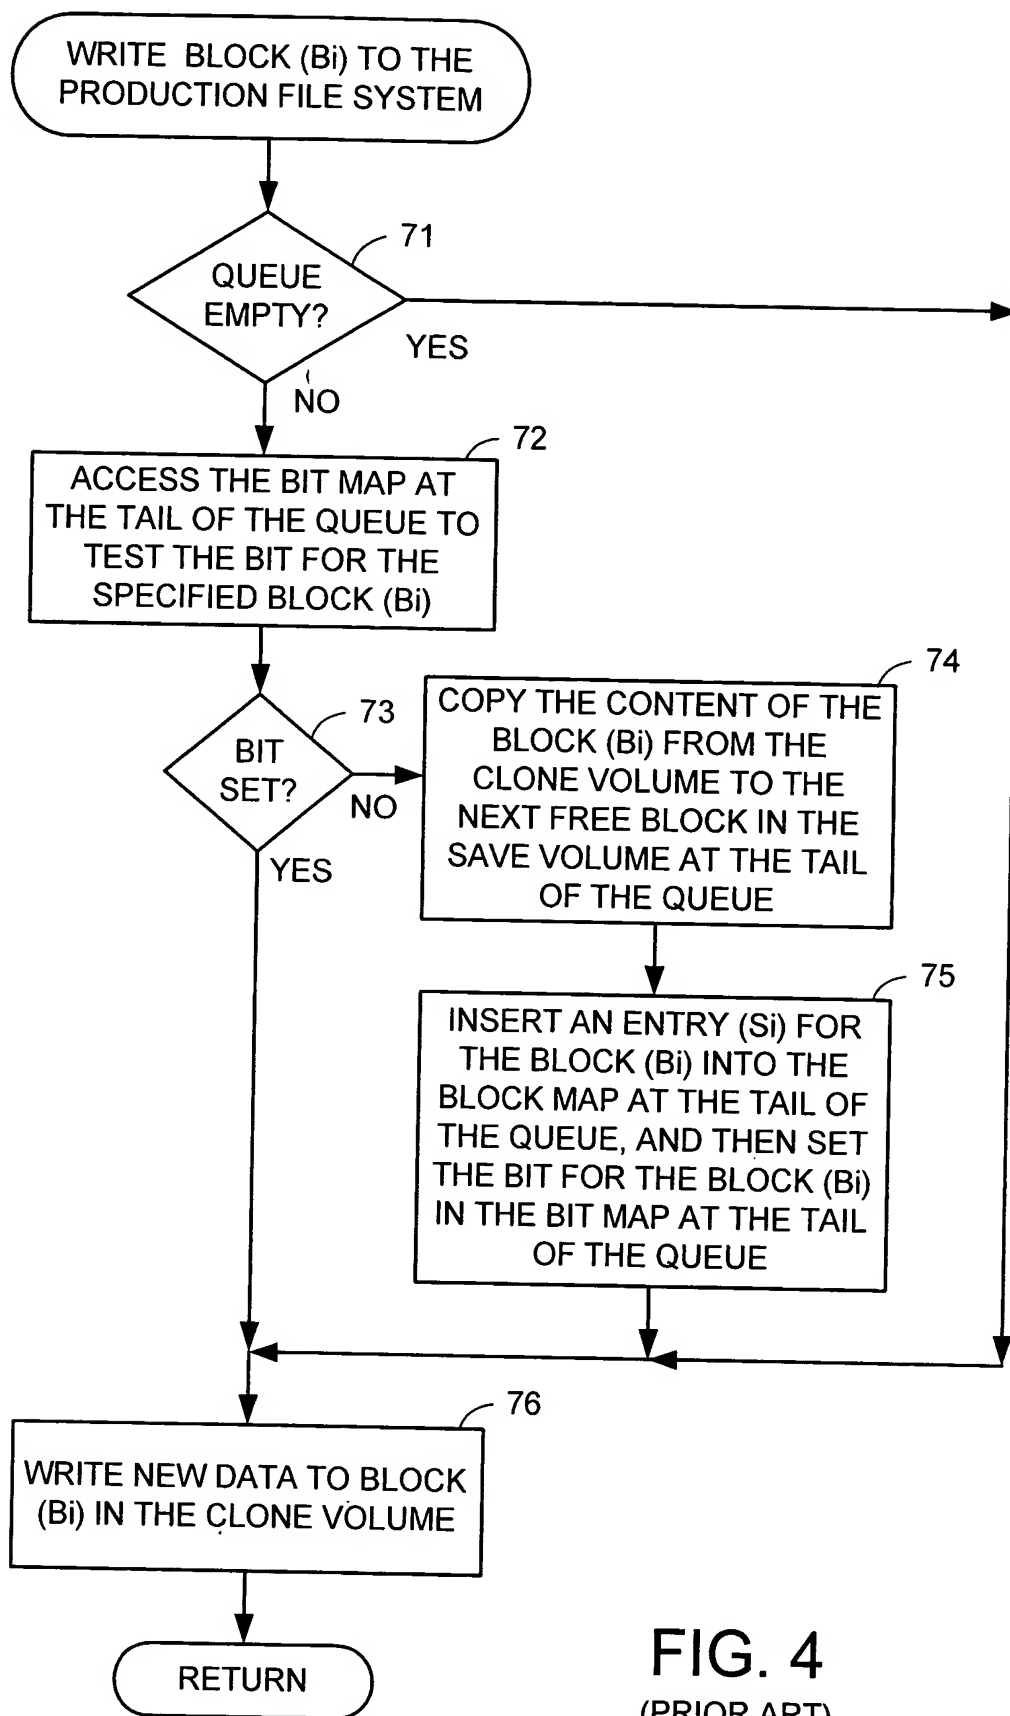 WRITE BLOCK (Bi) TO THE
PRODUCTION FILE SYSTEM
71
QUEUE
EMPTY?
YES
NO
72
ACCESS THE BIT MAP AT
THE TAIL OF THE QUEUE TO
TEST THE BIT FOR THE
SPECIFIED BLOCK (Bi)
73
BIT
SET?
NO
YES
74
COPY THE CONTENT OF THE
BLOCK (Bi) FROM THE
CLONE VOLUME TO THE
NEXT FREE BLOCK IN THE
SAVE VOLUME AT THE TAIL
OF THE QUEUE
75
INSERT AN ENTRY (Si) FOR
THE BLOCK (Bi) INTO THE
BLOCK MAP AT THE TAIL OF
THE QUEUE, AND THEN SET
THE BIT FOR THE BLOCK (Bi)
IN THE BIT MAP AT THE TAIL
OF THE QUEUE
76
WRITE NEW DATA TO BLOCK
(Bi) IN THE CLONE VOLUME
RETURN
FIG. 4
(PRIOR ART)